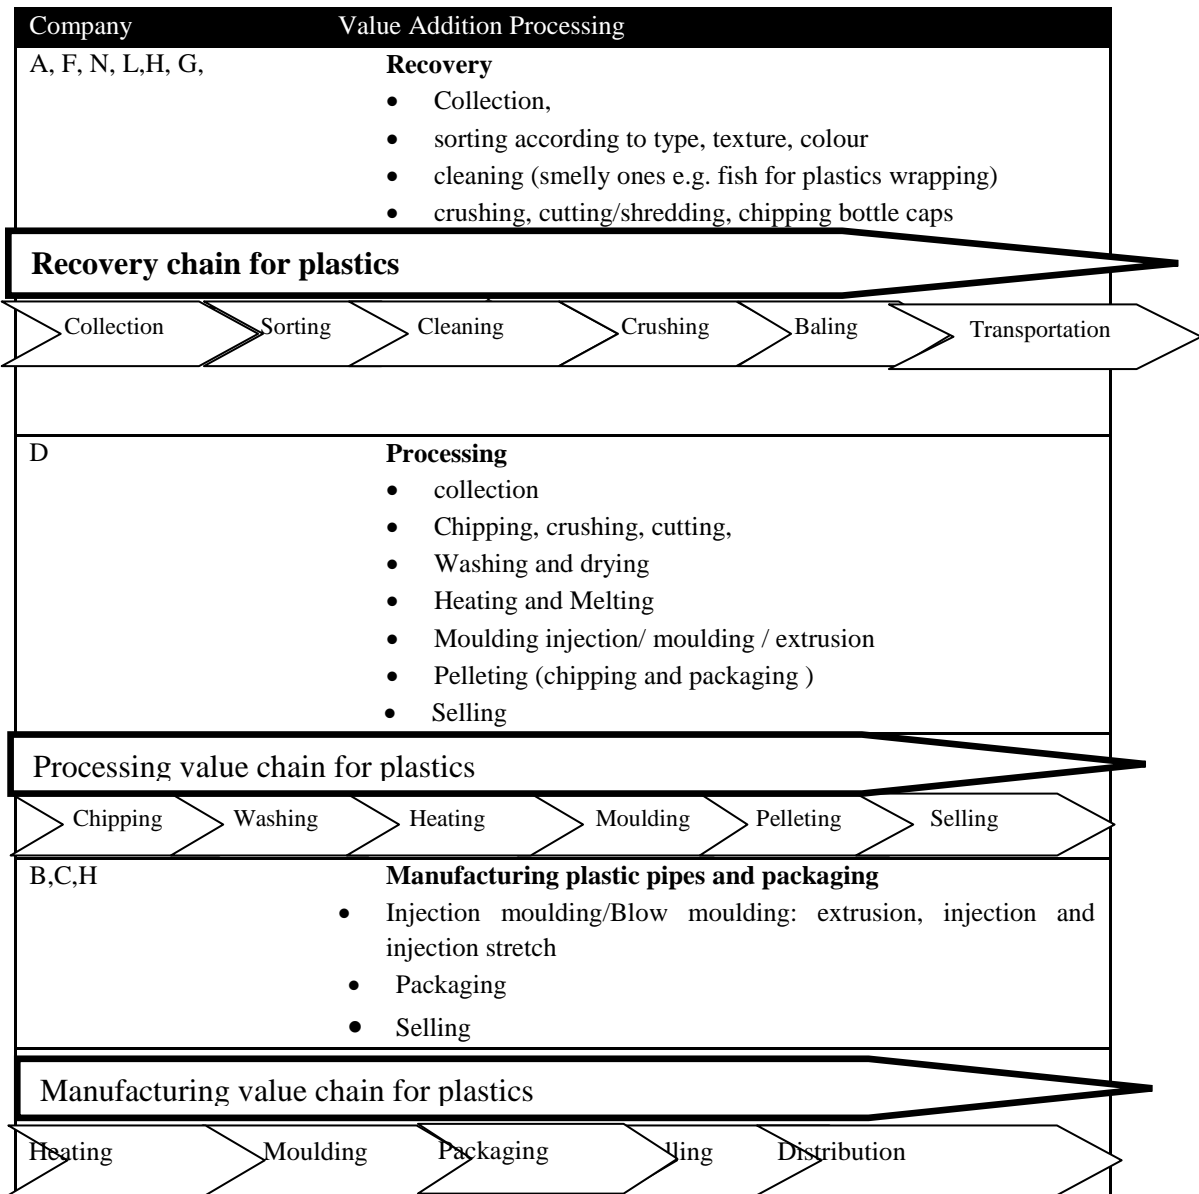 Company Value Addition Processing
A, F, N, L,H, G, Recovery
• Collection,
• sorting according to type, texture, colour
• cleaning (smelly ones e.g. fish for plastics wrapping)
• crushing, cutting/shredding, chipping bottle caps
Recovery chain for plastics
Collection Sorting Cleaning Crushing Baling Transportation
D Processing
• collection
• Chipping, crushing, cutting,
• Washing and drying
• Heating and Melting
• Moulding injection/ moulding / extrusion
• Pelleting (chipping and packaging )
• Selling
Processing value chain for plastics
Chipping Washing Heating Moulding Pelleting Selling
B,C,H Manufacturing plastic pipes and packaging
• Injection moulding/Blow moulding: extrusion, injection and
injection stretch
• Packaging
• Selling
Manufacturing value chain for plastics
Heating Moulding Packaging Distribution